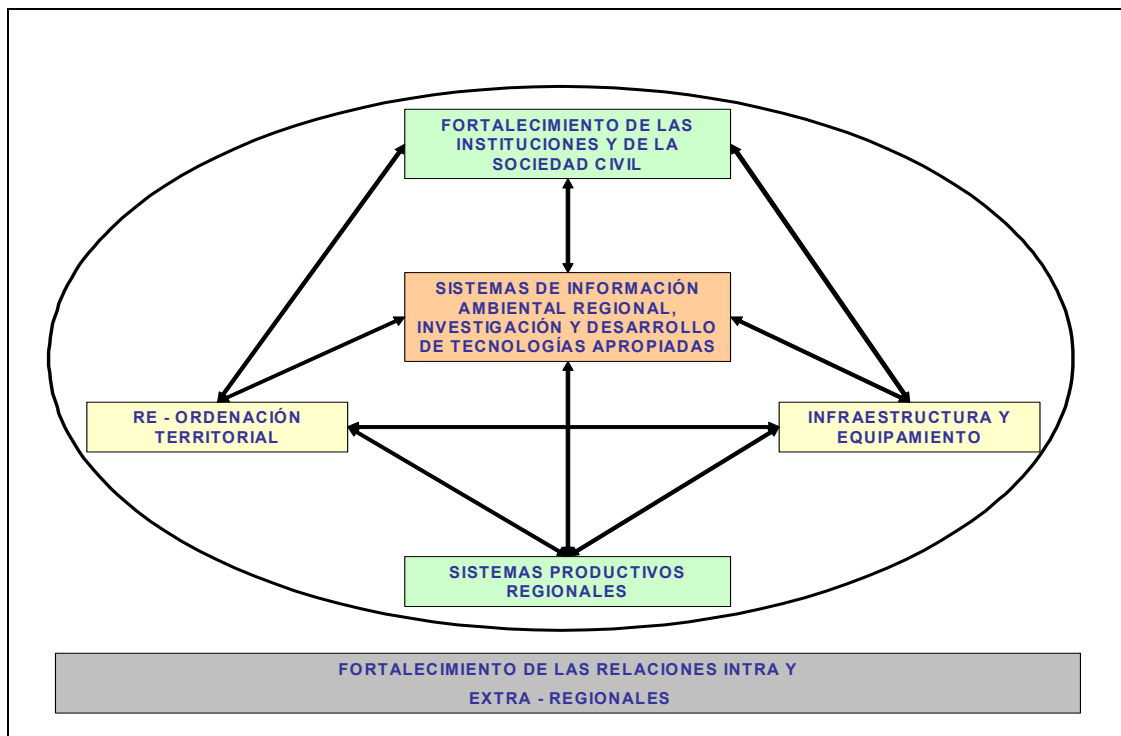 FORTALECIMIENTO DE LAS
INSTITUCIONES Y DE LA
SOCIEDAD CIVIL
SISTEMAS DE INFORMACIÓN
AMBIENTAL REGIONAL,
INVESTIGACIÓN Y DESARROLLO
DE TECNOLOGÍAS APROPIADAS
RE - ORDENACIÓN
TERRITORIAL
INFRAESTRUCTURA Y
EQUIPAMIENTO
SISTEMAS PRODUCTIVOS
REGIONALES
FORTALECIMIENTO DE LAS RELACIONES INTRA Y
EXTRA - REGIONALES